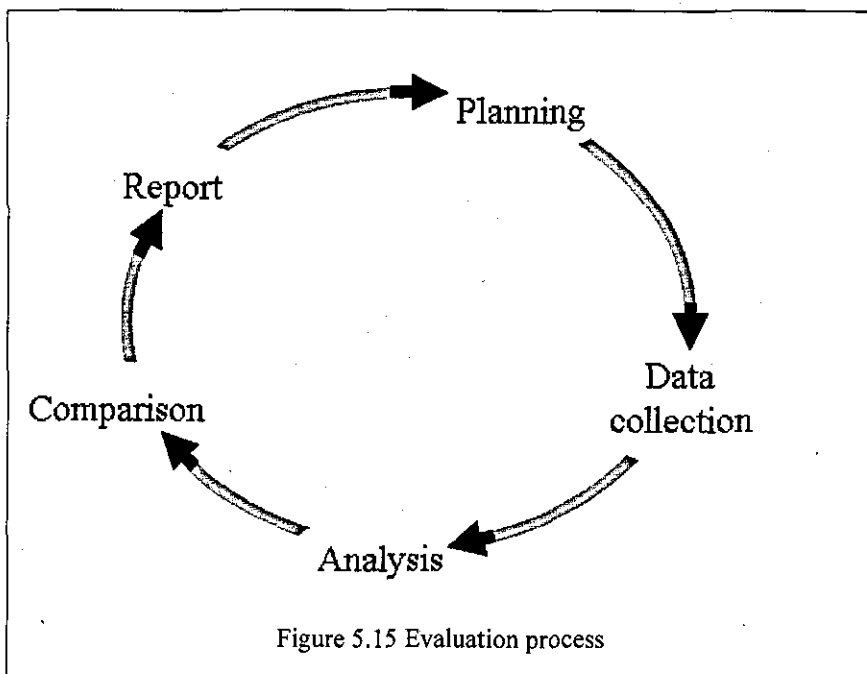 Planning
Report
Data
collection
Comparison
Analysis
Figure 5.15 Evaluation process